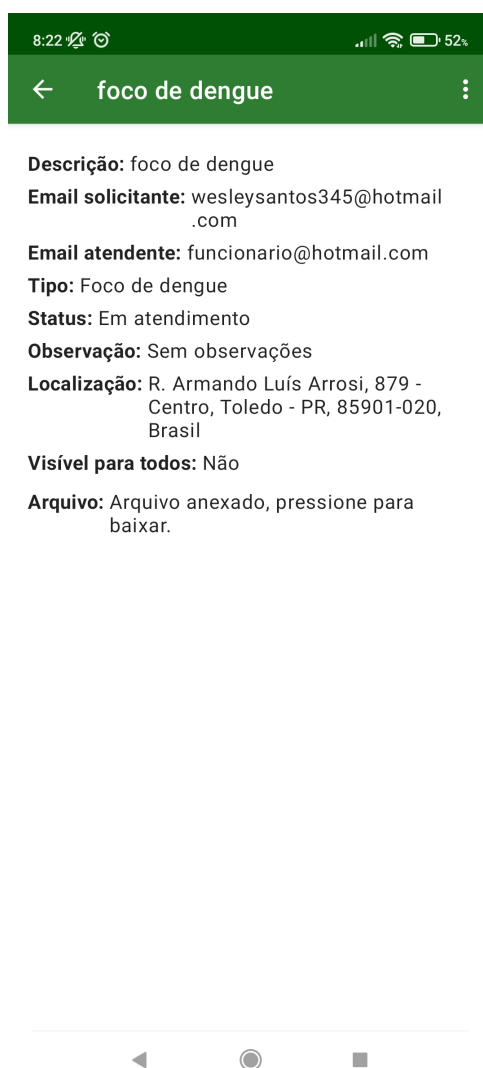 8:22 52%
foco de dengue
Descrição: foco de dengue
Email solicitante: wesleysantos345@hotmail
.com
Email atendente: funcionario@hotmail.com
Tipo: Foco de dengue
Status: Em atendimento
Observação: Sem observações
Localização: R. Armando Luís Arrosi, 879 -
Centro, Toledo - PR, 85901-020,
Brasil
Visível para todos: Não
Arquivo: Arquivo anexado, pressione para
baixar.